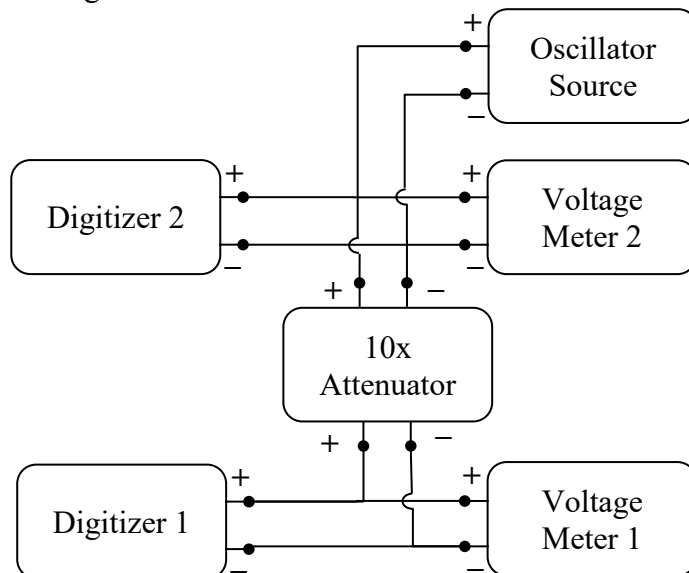 +
Oscillator
Source
−
+
Digitizer 2
−
+
Voltage
Meter 2
−
+
−
10x
Attenuator
+
−
+
Digitizer 1
−
+
Voltage
Meter 1
−